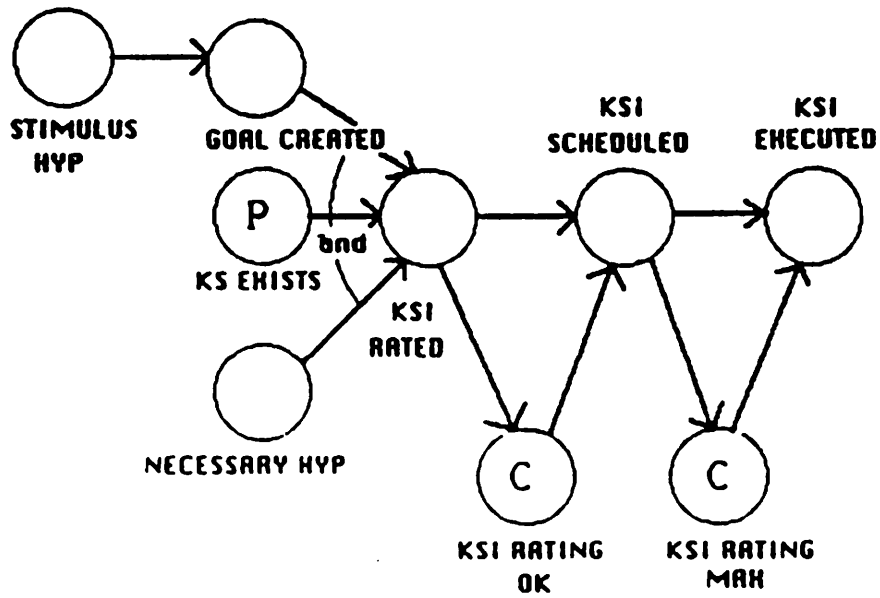 STIMULUS
HYP
GOAL CREATED
KSI
SCHEDULED
KSI
EXECUTED
P
and
KS EXISTS
KSI
RATED
NECESSARY HYP
C
C
KSI RATING
OK
KSI RATING
MAX